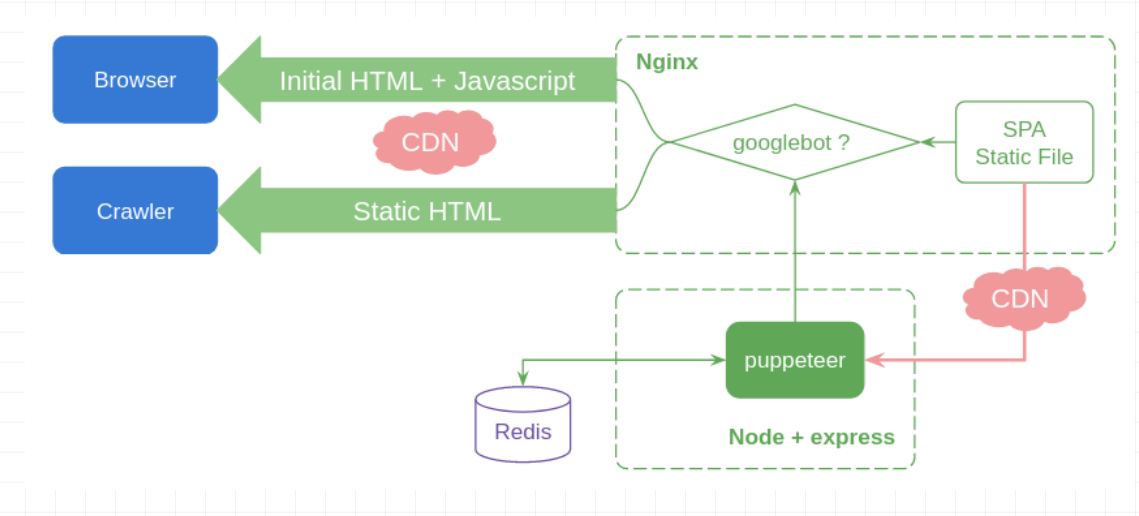 Nginx
Browser
Initial HTML + Javascript
CDN
googlebot ?
SPA
Static File
Crawler
Static HTML
CDN
puppeteer
Redis
Node + express